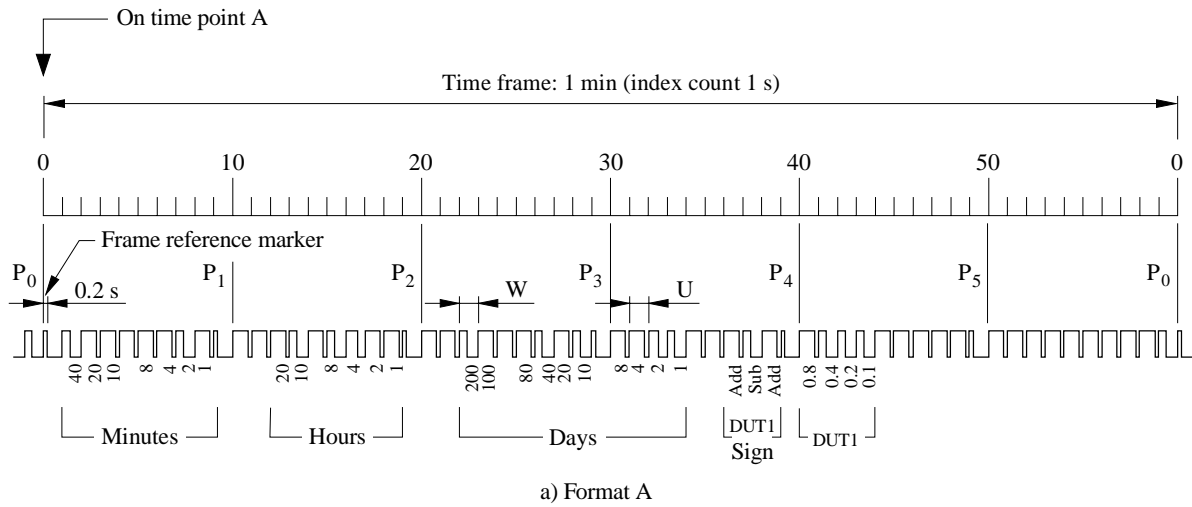 On time point A
Time frame: 1 min (index count 1 s)
0 10 20 30 40 50 0
Frame reference marker
P0 P1 P2 P3 P4 P5 P0
0.2 s W U
40 20 10 8 4 2 1 20 10 8 4 2 1 200 100 80 40 20 10 8 4 2 1 Add Sub Add 0.8 0.4 0.2 0.1
Minutes Hours Days DUT1 DUT1
Sign
a) Format A